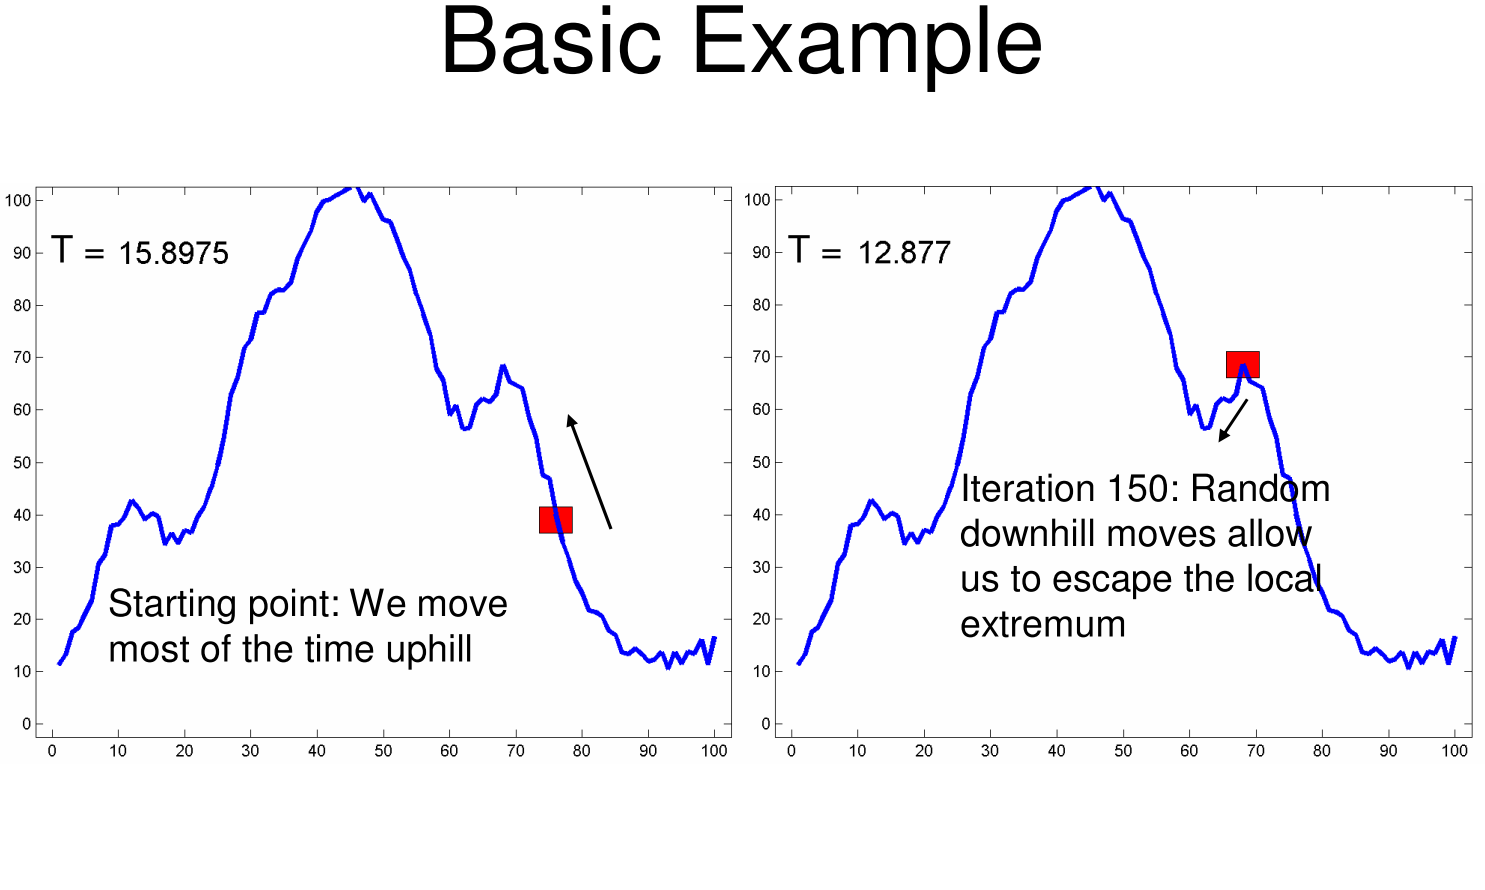 Basic Example
100
90
80
70
60
50
40
30
20
10
0
T = 15.8975
Starting point: We move
most of the time uphill
0 10 20 30 40 50 60 70 80 90 100
100
90
80
70
60
50
40
30
20
10
0
T = 12.877
Iteration 150: Random
downhill moves allow
us to escape the local
extremum
0 10 20 30 40 50 60 70 80 90 100